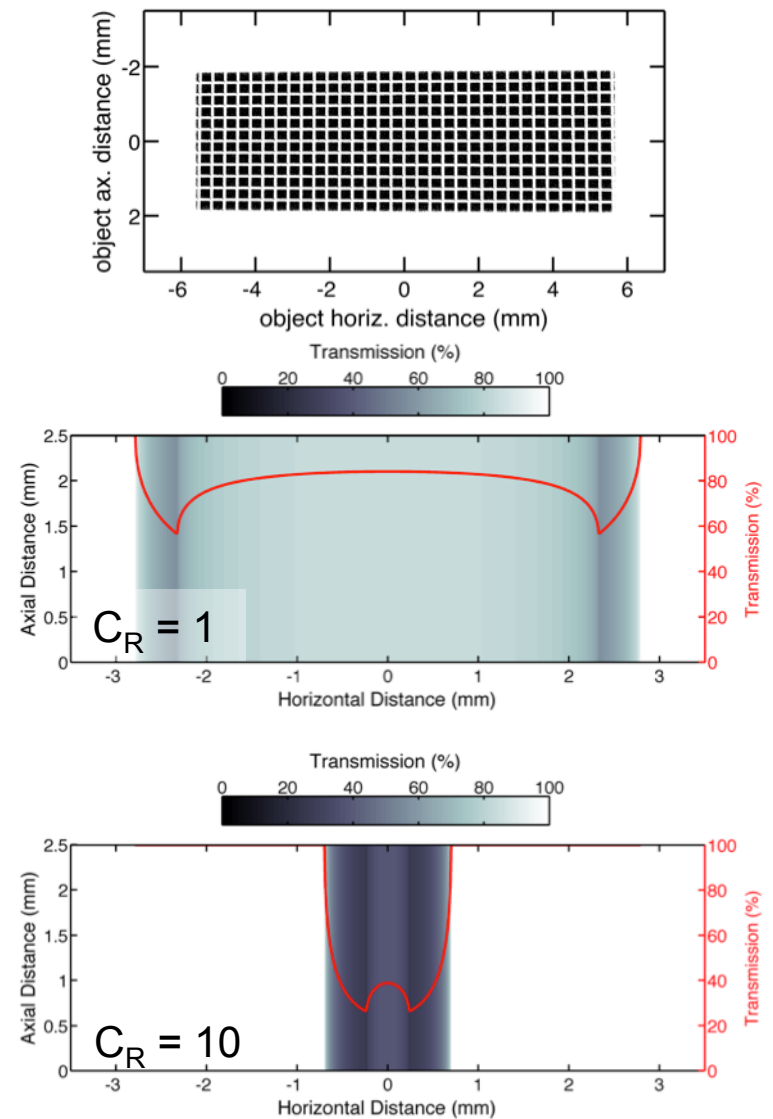 object ax. distance (mm)
-2
0
2
-6 -4 -2 0 2 4 6
object horiz. distance (mm)
Transmission (%)
0 20 40 60 80 100
Axial Distance (mm)
2.5
2
1.5
1
0.5
0
100
80
60
40
20
0
Transmission (%)
C_R = 1
-3 -2 -1 0 1 2 3
Horizontal Distance (mm)
Transmission (%)
0 20 40 60 80 100
Axial Distance (mm)
2.5
2
1.5
1
0.5
0
100
80
60
40
20
0
Transmission (%)
C_R = 10
-3 -2 -1 0 1 2 3
Horizontal Distance (mm)